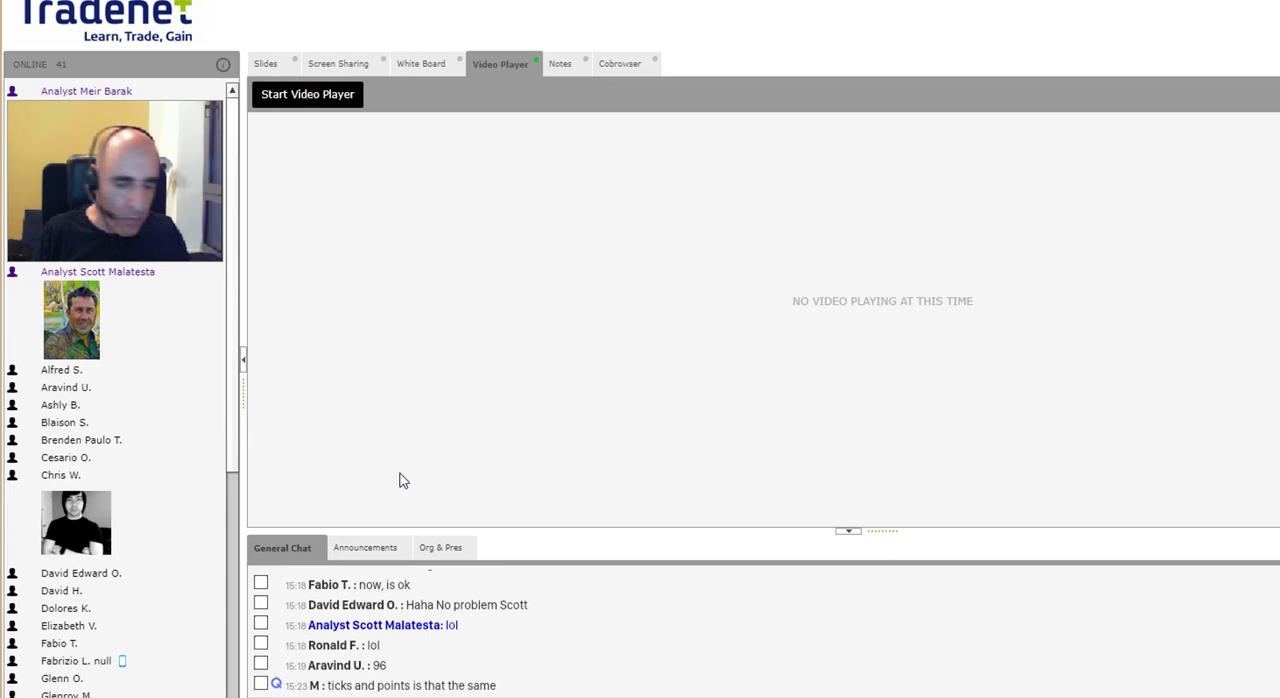 Tradenet
Learn, Trade, Gain
ONLINE 41
Analyst Meir Barak
Analyst Scott Malatesta
Alfred S.
Aravind U.
Ashly B.
Blaison S.
Brenden Paulo T.
Cesario O.
Chris W.
David Edward O.
David H.
Dolores K.
Elizabeth V.
Fabio T.
Fabrizio L. null
Glenn O.
Glenroy M.
Slides Screen Sharing White Board Video Player Notes Cobrowser
Start Video Player
NO VIDEO PLAYING AT THIS TIME
General Chat Announcements Org & Pres
15:18 Fabio T. : now, is ok
15:18 David Edward O. : Haha No problem Scott
15:18 Analyst Scott Malatesta: lol
15:18 Ronald F. : lol
15:19 Aravind U. : 96
Q 15:23 M : ticks and points is that the same